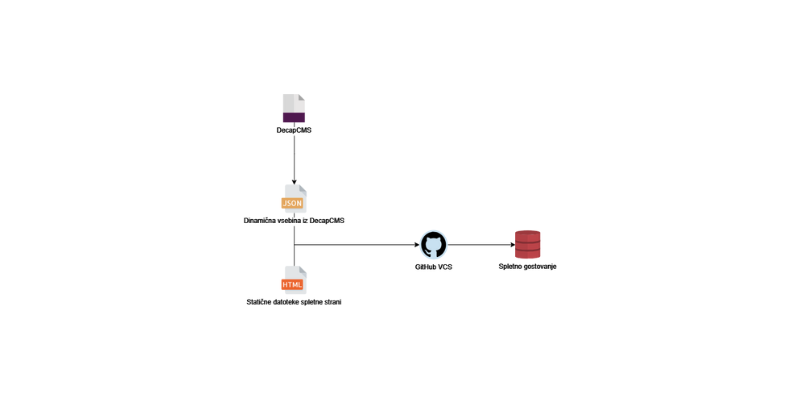 DecapCMS
JSON
Dinamična vsebina iz DecapCMS
GitHub VCS
Spletno gostovanje
HTML
Statične datoteke spletne strani